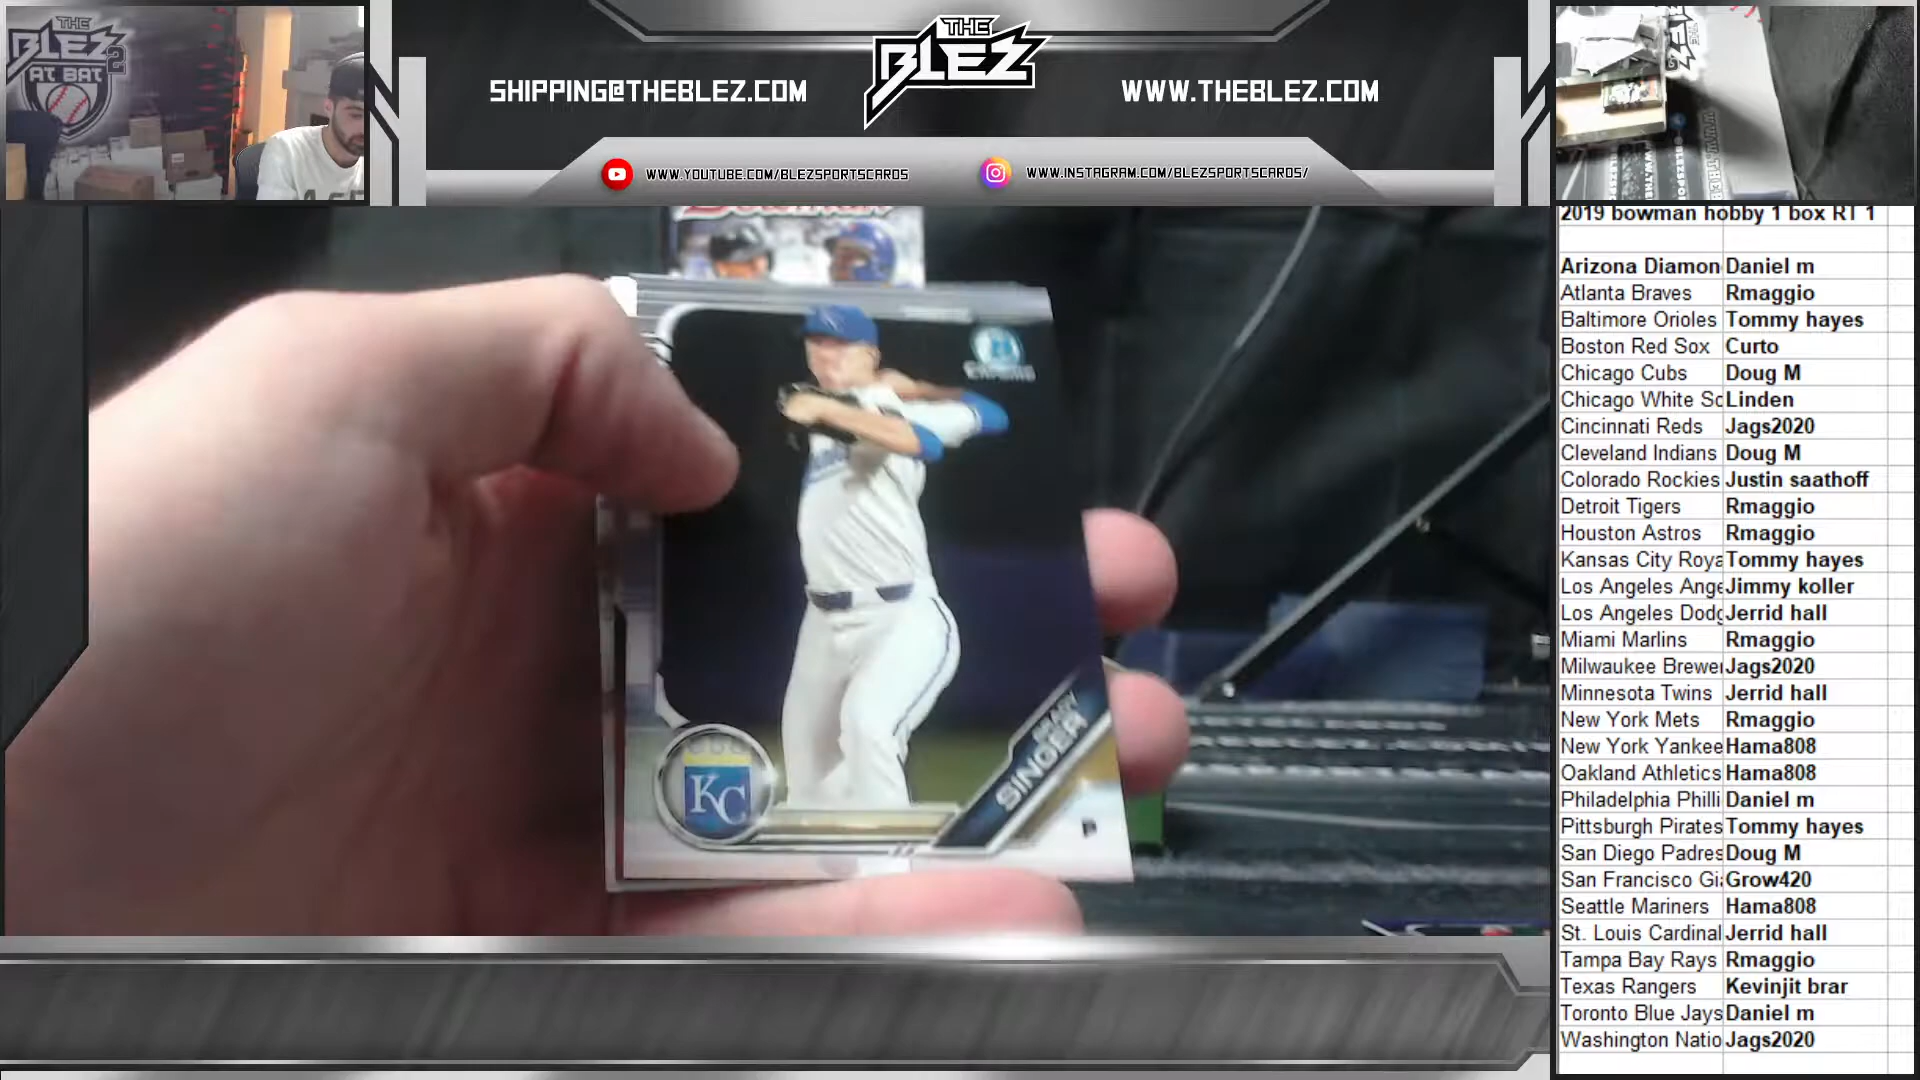 THE
BLEZ 2
AT BAT
SHIPPING@THEBLEZ.COM
THE
BLEZ
WWW.THEBLEZ.COM
WWW.YOUTUBE.COM/BLEZSPORTSCARDS
WWW.INSTAGRAM.COM/BLEZSPORTSCARDS/
2019 bowman hobby 1 box RT 1
Arizona Diamon Daniel m
Atlanta Braves Rmaggio
Baltimore Orioles Tommy hayes
Boston Red Sox Curto
Chicago Cubs Doug M
Chicago White So Linden
Cincinnati Reds Jags2020
Cleveland Indians Doug M
Colorado Rockies Justin saathoff
Detroit Tigers Rmaggio
Houston Astros Rmaggio
Kansas City Roya Tommy hayes
Los Angeles Ange Jimmy koller
Los Angeles Dodg Jerrid hall
Miami Marlins Rmaggio
Milwaukee Brewer Jags2020
Minnesota Twins Jerrid hall
New York Mets Rmaggio
New York Yankee Hama808
Oakland Athletics Hama808
Philadelphia Philli Daniel m
Pittsburgh Pirates Tommy hayes
San Diego Padres Doug M
San Francisco Gi Grow420
Seattle Mariners Hama808
St. Louis Cardinal Jerrid hall
Tampa Bay Rays Rmaggio
Texas Rangers Kevinjit brar
Toronto Blue Jays Daniel m
Washington Natio Jags2020
Bowman
CHROME
BRADY
SINGER
KC
P